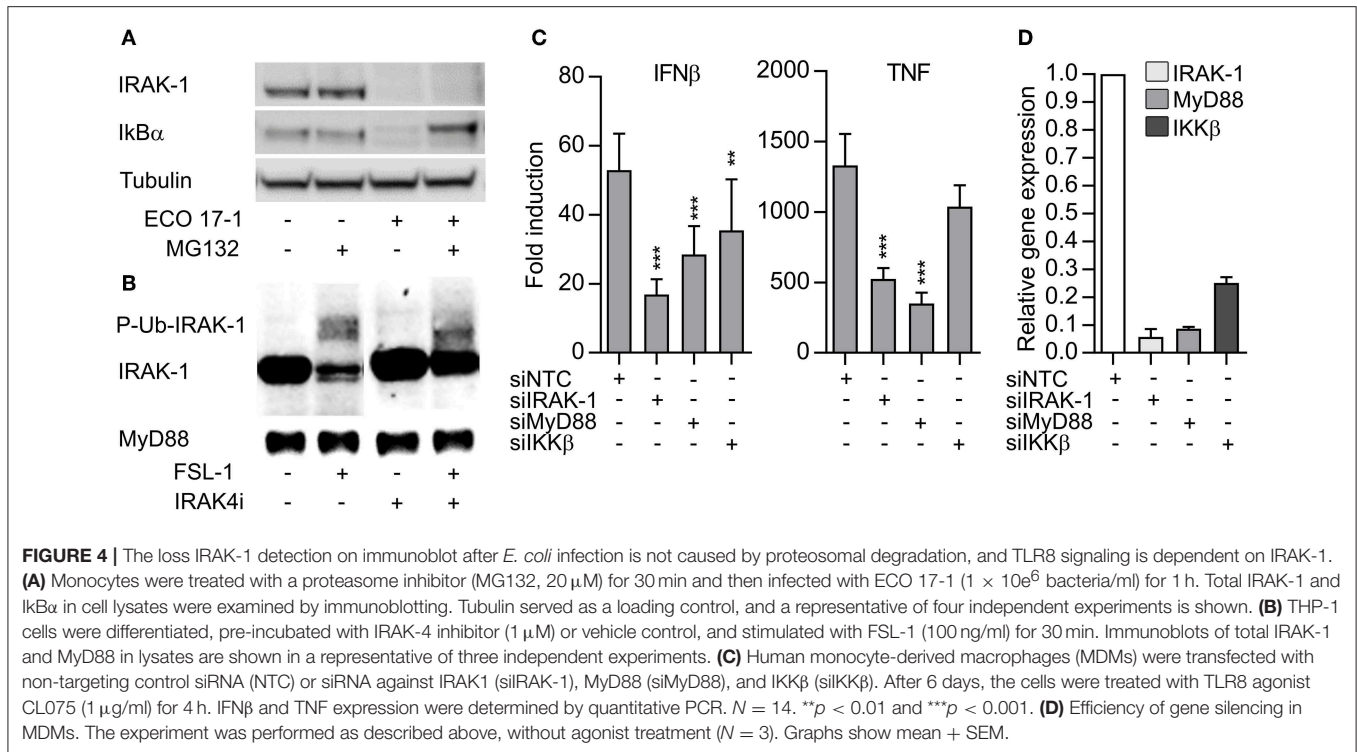 A
IRAK-1
IkBα
Tubulin
ECO 17-1 - - + +
MG132 - + - +
B
P-Ub-IRAK-1
IRAK-1
MyD88
FSL-1 - + - +
IRAK4i - - + +
C
IFNβ
Fold induction
80
60
40
20
0
***
***
**
TNF
2000
1500
1000
500
0
***
***
siNTC + - - - + - - -
siIRAK-1 - + - - - + - -
siMyD88 - - + - - - + -
siIKKβ - - - + - - - +
D
Relative gene expression
1.0
0.9
0.8
0.7
0.6
0.5
0.4
0.3
0.2
0.1
0
IRAK-1
MyD88
IKKβ
siNTC + - - -
siIRAK-1 - + - -
siMyD88 - - + -
siIKKβ - - - +
FIGURE 4 | The loss IRAK-1 detection on immunoblot after E. coli infection is not caused by proteosomal degradation, and TLR8 signaling is dependent on IRAK-1.
(A) Monocytes were treated with a proteasome inhibitor (MG132, 20 μM) for 30 min and then infected with ECO 17-1 (1 × 10e⁶ bacteria/ml) for 1 h. Total IRAK-1 and
IkBα in cell lysates were examined by immunoblotting. Tubulin served as a loading control, and a representative of four independent experiments is shown. (B) THP-1
cells were differentiated, pre-incubated with IRAK-4 inhibitor (1 μM) or vehicle control, and stimulated with FSL-1 (100 ng/ml) for 30 min. Immunoblots of total IRAK-1
and MyD88 in lysates are shown in a representative of three independent experiments. (C) Human monocyte-derived macrophages (MDMs) were transfected with
non-targeting control siRNA (NTC) or siRNA against IRAK1 (siIRAK-1), MyD88 (siMyD88), and IKKβ (siIKKβ). After 6 days, the cells were treated with TLR8 agonist
CL075 (1 μg/ml) for 4 h. IFNβ and TNF expression were determined by quantitative PCR. N = 14. **p < 0.01 and ***p < 0.001. (D) Efficiency of gene silencing in
MDMs. The experiment was performed as described above, without agonist treatment (N = 3). Graphs show mean + SEM.